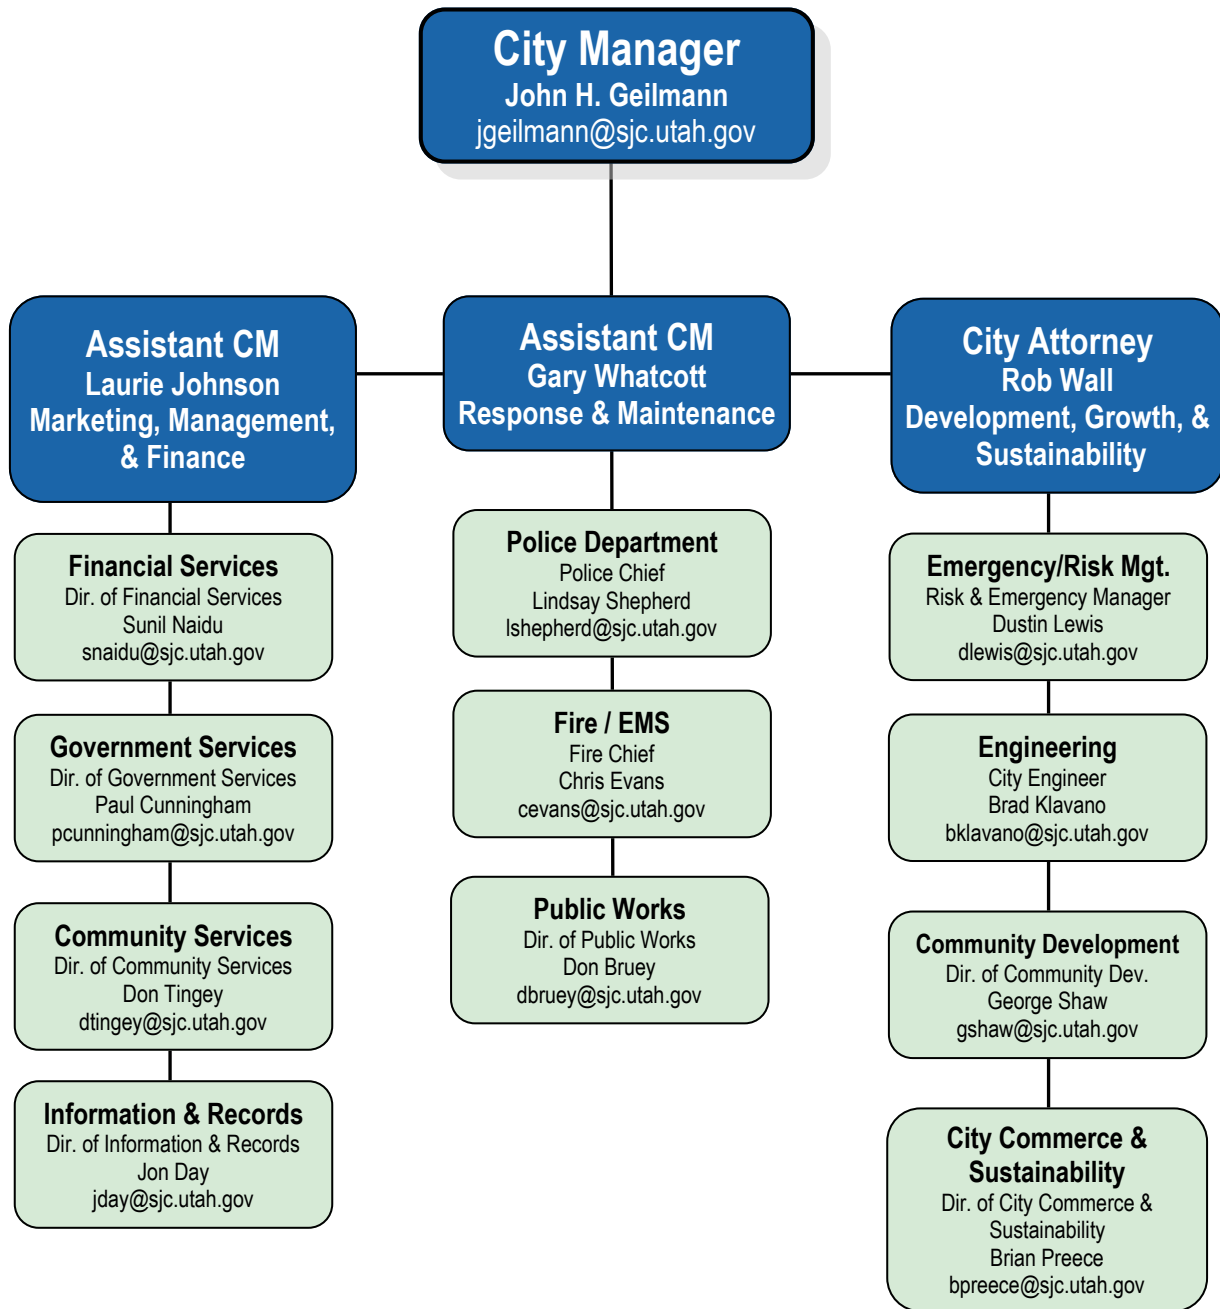 City Manager
John H. Geilmann
jgeilmann@sjc.utah.gov
Assistant CM
Laurie Johnson
Marketing, Management,
& Finance
Assistant CM
Gary Whatcott
Response & Maintenance
City Attorney
Rob Wall
Development, Growth, &
Sustainability
Financial Services
Dir. of Financial Services
Sunil Naidu
snaidu@sjc.utah.gov
Government Services
Dir. of Government Services
Paul Cunningham
pcunningham@sjc.utah.gov
Community Services
Dir. of Community Services
Don Tingey
dtingey@sjc.utah.gov
Information & Records
Dir. of Information & Records
Jon Day
jday@sjc.utah.gov
Police Department
Police Chief
Lindsay Shepherd
lshepherd@sjc.utah.gov
Fire / EMS
Fire Chief
Chris Evans
cevans@sjc.utah.gov
Public Works
Dir. of Public Works
Don Bruey
dbruey@sjc.utah.gov
Emergency/Risk Mgt.
Risk & Emergency Manager
Dustin Lewis
dlewis@sjc.utah.gov
Engineering
City Engineer
Brad Klavano
bklavano@sjc.utah.gov
Community Development
Dir. of Community Dev.
George Shaw
gshaw@sjc.utah.gov
City Commerce &
Sustainability
Dir. of City Commerce &
Sustainability
Brian Preece
bpreece@sjc.utah.gov